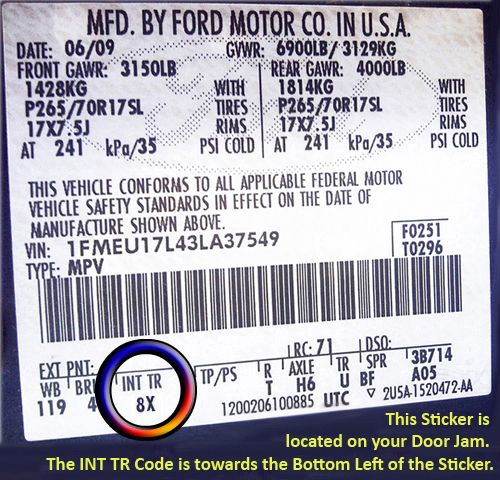 MFD. BY FORD MOTOR CO. IN U.S.A.
DATE: 06/09 GVWR: 6900LB/ 3129KG
FRONT GAWR: 3150LB REAR GAWR: 4000LB
1428KG WITH 1814KG WITH
P265/70R17SL TIRES P265/70R17SL TIRES
17X7.5J RIMS 17X7.5J RIMS
AT 241 kPa/35 PSI COLD AT 241 kPa/35 PSI COLD
THIS VEHICLE CONFORMS TO ALL APPLICABLE FEDERAL MOTOR
VEHICLE SAFETY STANDARDS IN EFFECT ON THE DATE OF
MANUFACTURE SHOWN ABOVE.
VIN: 1FMEU17L43LA37549 F0251
TYPE: MPV T0296
EXT PNT: RC: 71 DSO:
WB BRK INT TR TP/PS R AXLE TR SPR 3B714
119 4 8X T H6 U BF A05
1200206100885 UTC ▽ 2U5A-1520472-AA
This Sticker is
located on your Door Jam.
The INT TR Code is towards the Bottom Left of the Sticker.